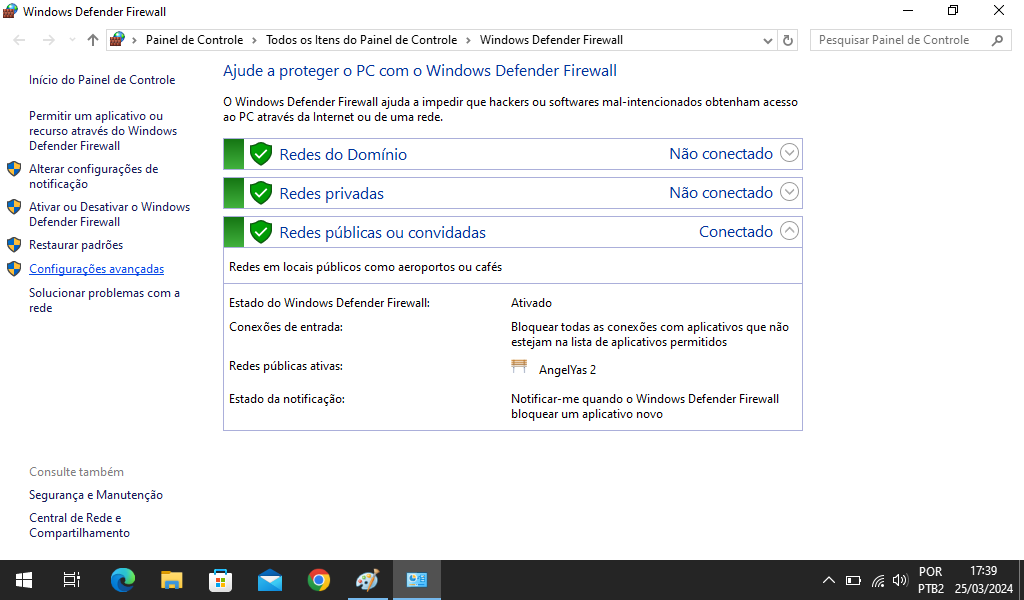 Windows Defender Firewall
Painel de Controle
Todos os Itens do Painel de Controle
Windows Defender Firewall
Pesquisar Painel de Controle
Início do Painel de Controle
Permitir um aplicativo ou
recurso através do Windows
Defender Firewall
Alterar configurações de
notificação
Ativar ou Desativar o Windows
Defender Firewall
Restaurar padrões
Configurações avançadas
Solucionar problemas com a
rede
Ajude a proteger o PC com o Windows Defender Firewall
O Windows Defender Firewall ajuda a impedir que hackers ou softwares mal-intencionados obtenham acesso
ao PC através da Internet ou de uma rede.
Redes do Domínio
Não conectado
Redes privadas
Não conectado
Redes públicas ou convidadas
Conectado
Redes em locais públicos como aeroportos ou cafés
Estado do Windows Defender Firewall:
Ativado
Conexões de entrada:
Bloquear todas as conexões com aplicativos que não
estejam na lista de aplicativos permitidos
Redes públicas ativas:
AngelYas 2
Estado da notificação:
Notificar-me quando o Windows Defender Firewall
bloquear um aplicativo novo
Consulte também
Segurança e Manutenção
Central de Rede e
Compartilhamento
POR
PTB2
17:39
25/03/2024